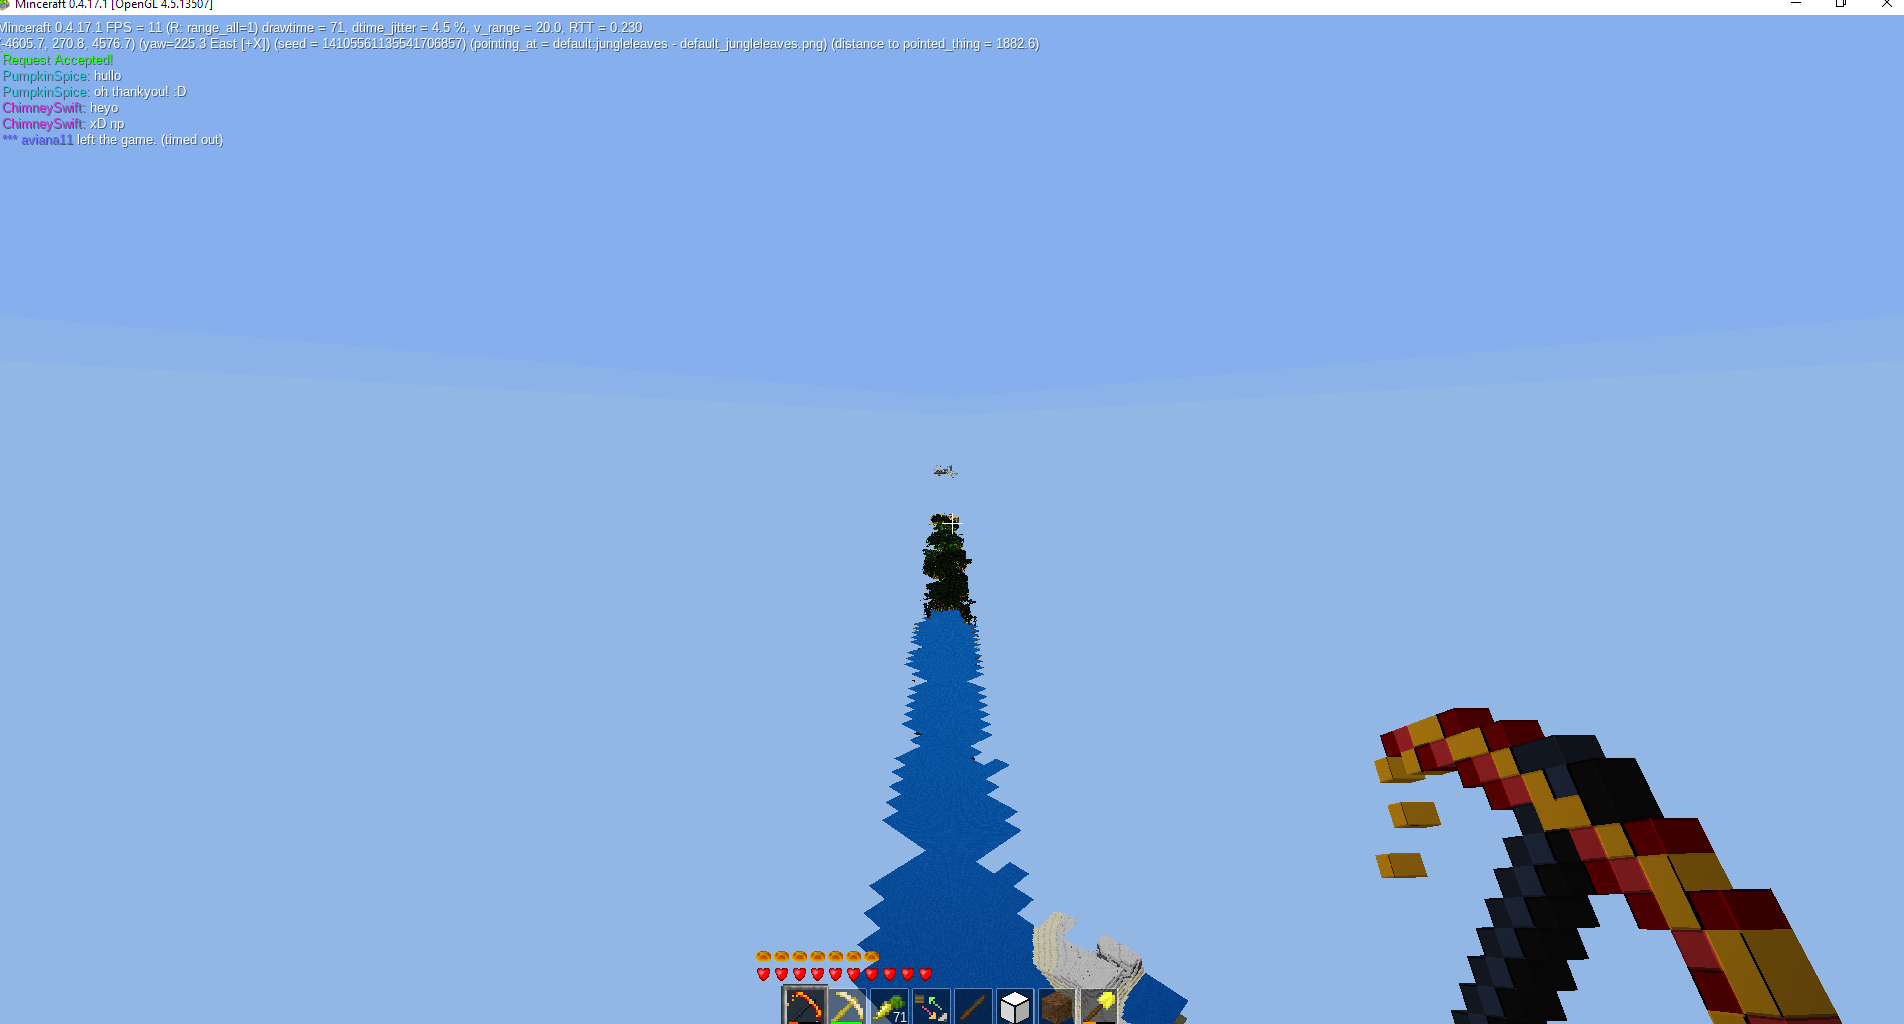 Minceraft 0.4.17.1 [OpenGL 4.5.13507]
Minceraft 0.4.17.1 FPS = 11 (R: range_all=1) drawtime = 71, dtime_jitter = 4.5 %, v_range = 20.0, RTT = 0.230
(-4605.7, 270.8, 4576.7) (yaw=225.3 East [+X]) (seed = 14105561135541706857) (pointing_at = default:jungleleaves - default_jungleleaves.png) (distance to pointed_thing = 1882.6)
Request Accepted!
PumpkinSpice: hullo
PumpkinSpice: oh thankyou! :D
ChimneySwift: heyo
ChimneySwift: xD np
*** aviana11 left the game. (timed out)
71